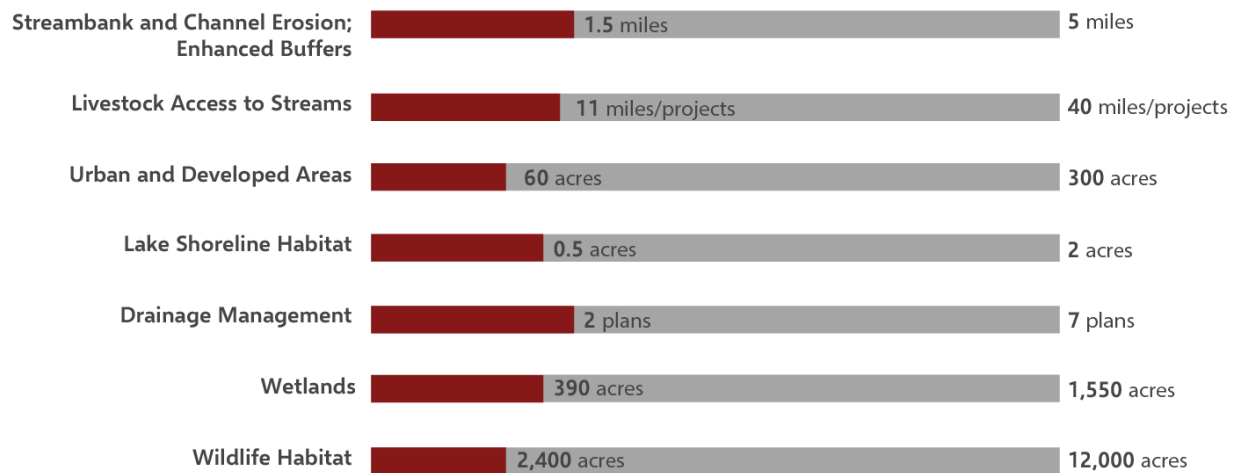 Streambank and Channel Erosion;
Enhanced Buffers
1.5 miles
5 miles
Livestock Access to Streams
11 miles/projects
40 miles/projects
Urban and Developed Areas
60 acres
300 acres
Lake Shoreline Habitat
0.5 acres
2 acres
Drainage Management
2 plans
7 plans
Wetlands
390 acres
1,550 acres
Wildlife Habitat
2,400 acres
12,000 acres